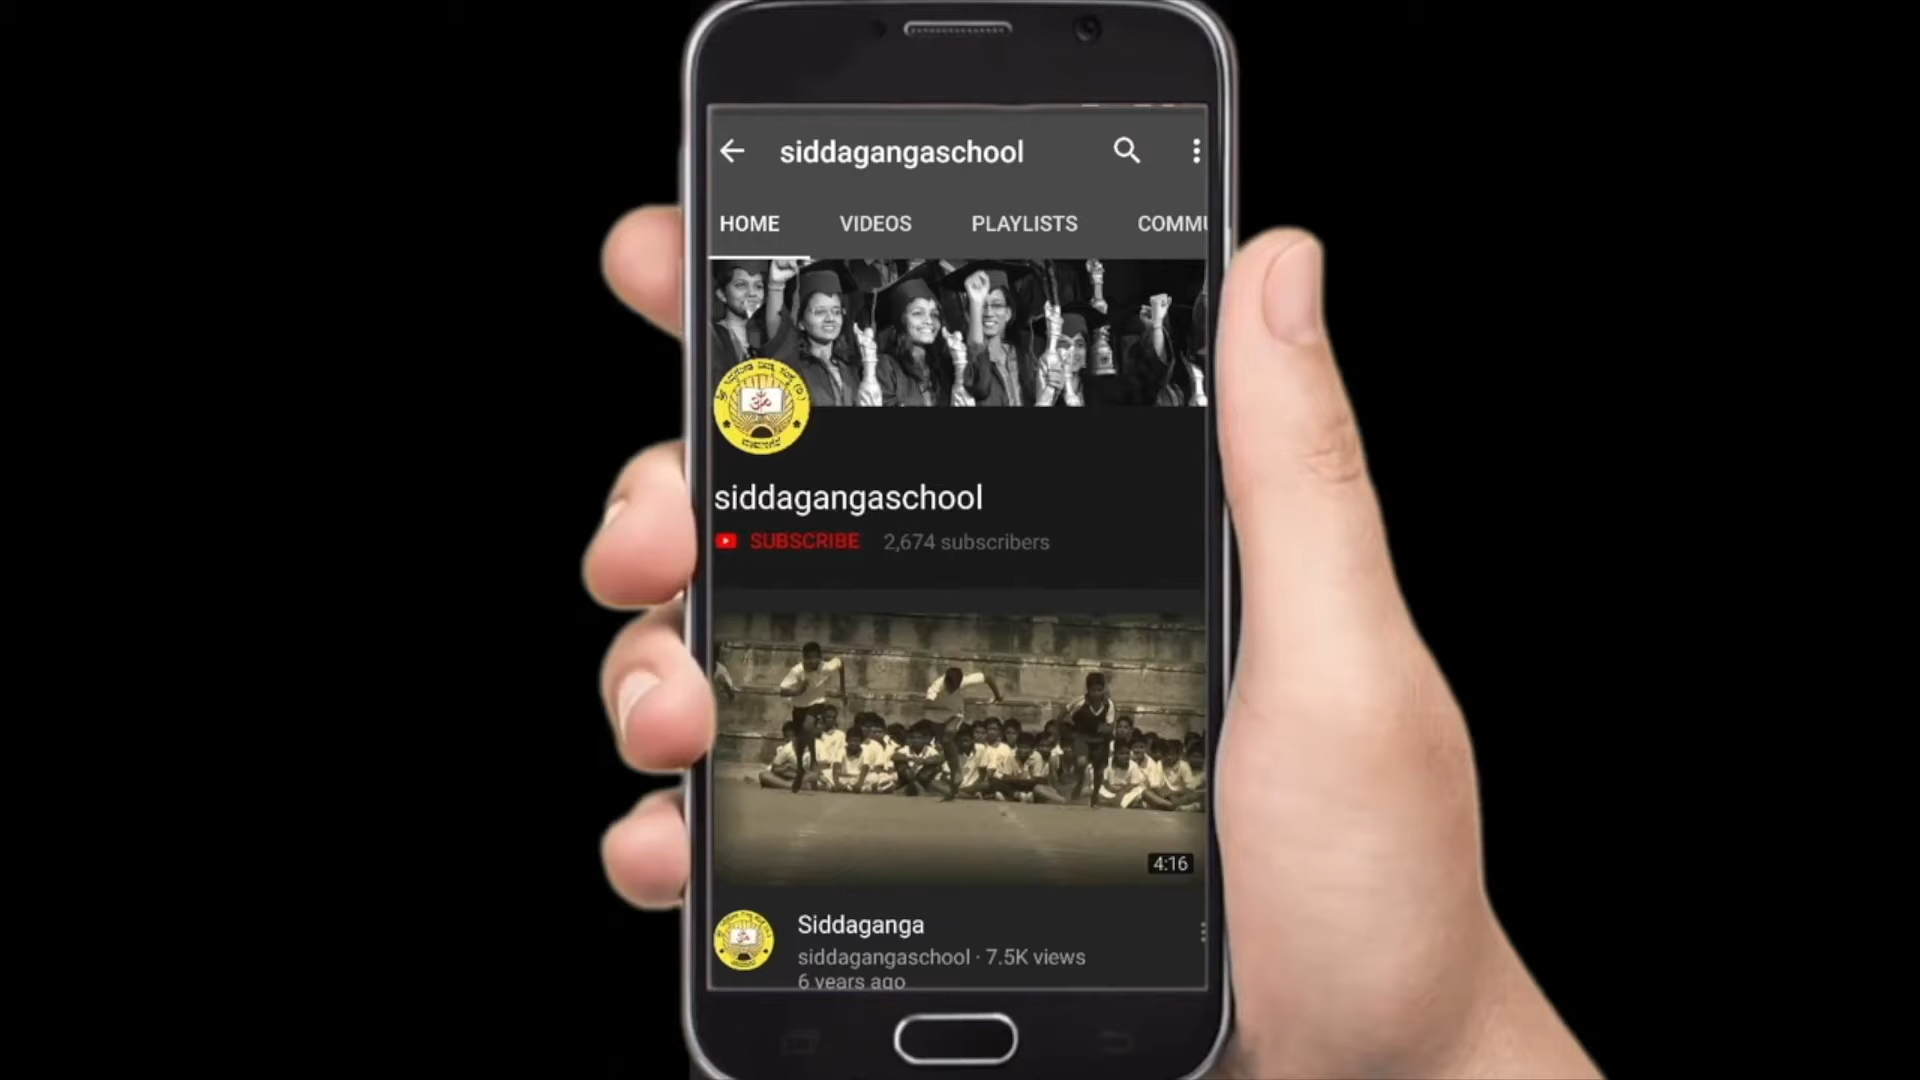 siddagangaschool
HOME VIDEOS PLAYLISTS COMMU
siddagangaschool
SUBSCRIBE 2,674 subscribers
4:16
Siddaganga
siddagangaschool · 7.5K views
6 years ago